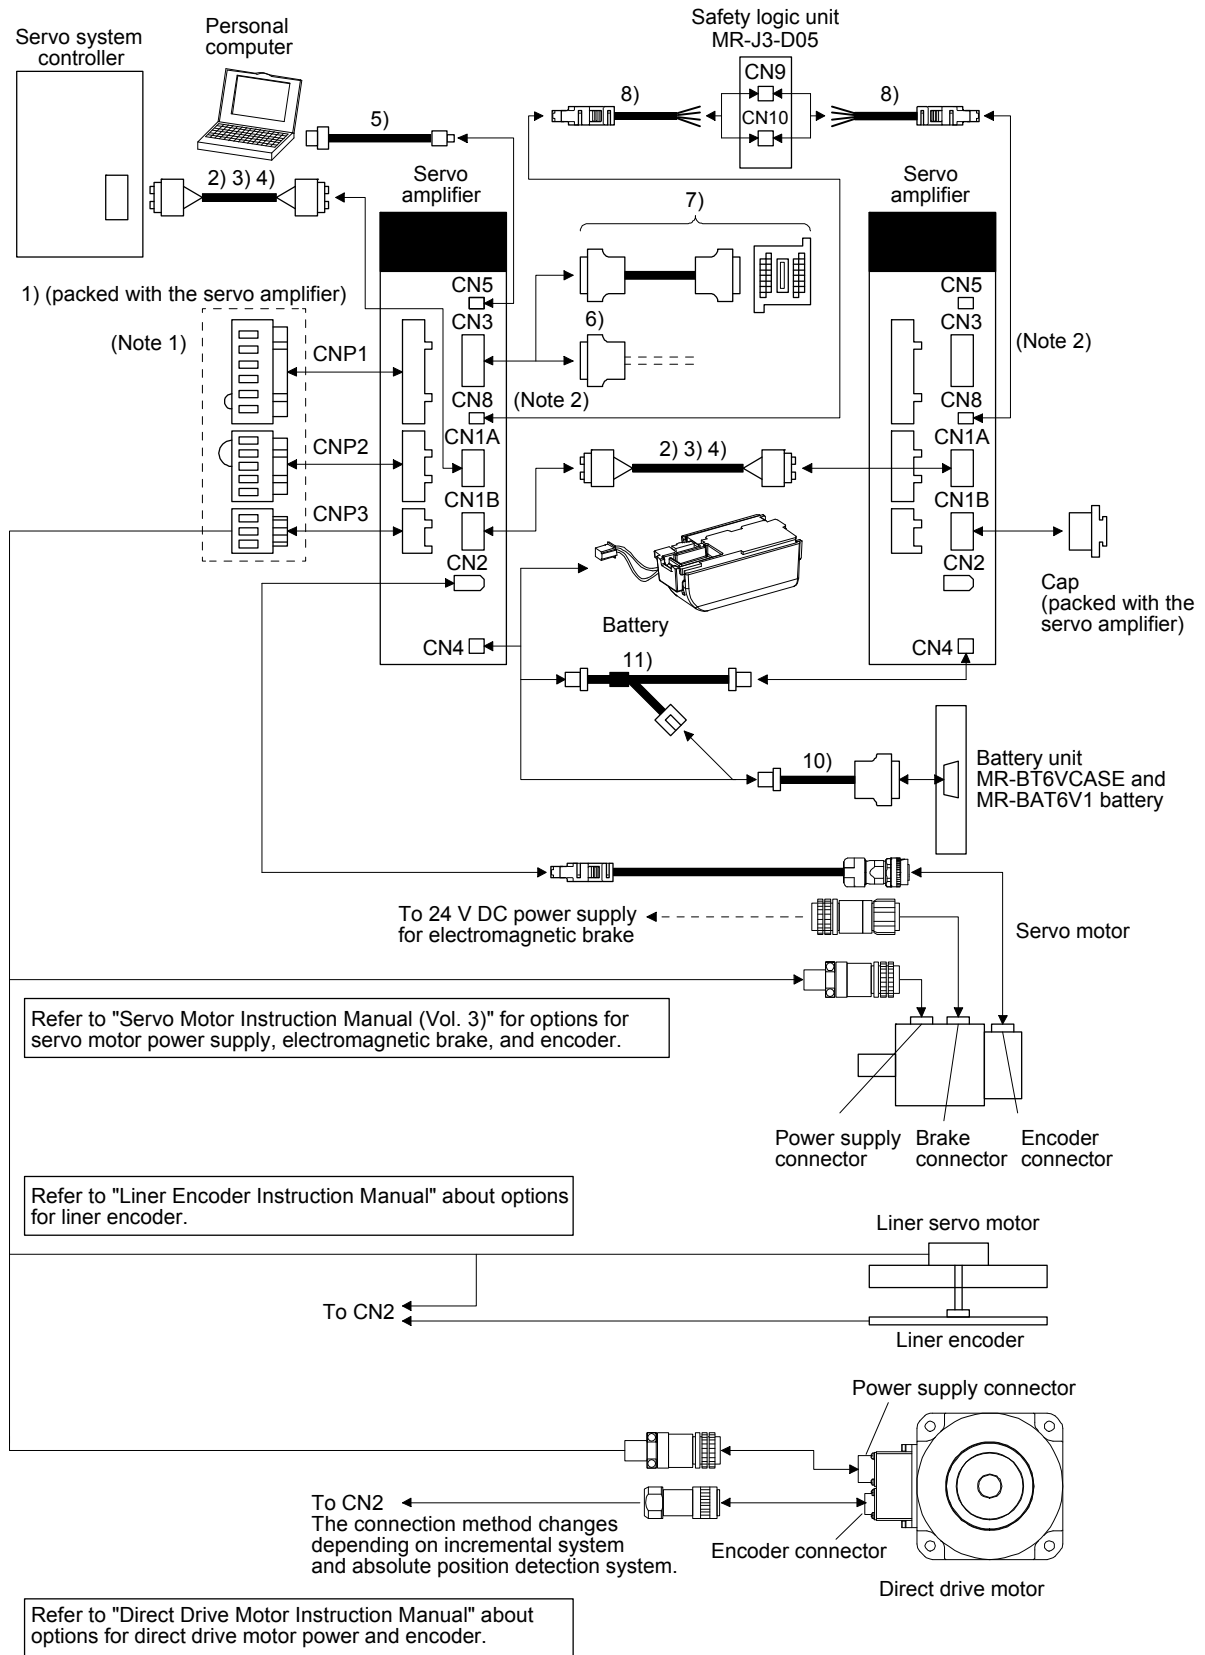 Servo system
controller
Personal
computer
Safety logic unit
MR-J3-D05
CN9
CN10
8)
8)
5)
2) 3) 4)
Servo
amplifier
Servo
amplifier
7)
1) (packed with the servo amplifier)
(Note 1)
CNP1
CNP2
CNP3
CN5
CN3
CN8
CN1A
CN1B
CN2
CN4
6)
(Note 2)
2) 3) 4)
CN5
CN3
CN8
CN1A
CN1B
CN2
CN4
(Note 2)
Cap
(packed with the
servo amplifier)
Battery
11)
10)
Battery unit
MR-BT6VCASE and
MR-BAT6V1 battery
To 24 V DC power supply
for electromagnetic brake
Servo motor
Refer to "Servo Motor Instruction Manual (Vol. 3)" for options for
servo motor power supply, electromagnetic brake, and encoder.
Power supply
connector
Brake
connector
Encoder
connector
Refer to "Liner Encoder Instruction Manual" about options
for liner encoder.
Liner servo motor
To CN2
Liner encoder
Power supply connector
To CN2
The connection method changes
depending on incremental system
and absolute position detection system.
Encoder connector
Direct drive motor
Refer to "Direct Drive Motor Instruction Manual" about
options for direct drive motor power and encoder.